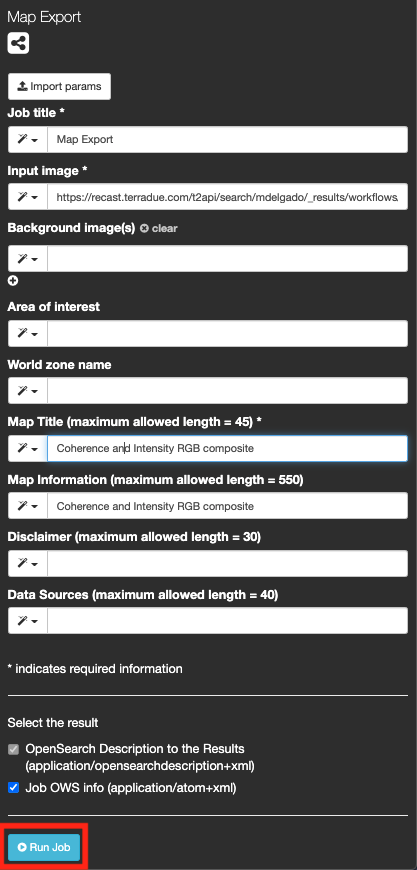 Map Export
Import params
Job title *
Map Export
Input image *
https://recast.terradue.com/t2api/search/mdelgado/_results/workflows
Background image(s) clear
Area of interest
World zone name
Map Title (maximum allowed length = 45) *
Coherence and Intensity RGB composite
Map Information (maximum allowed length = 550)
Coherence and Intensity RGB composite
Disclaimer (maximum allowed length = 30)
Data Sources (maximum allowed length = 40)
* indicates required information
Select the result
OpenSearch Description to the Results
(application/opensearchdescription+xml)
Job OWS info (application/atom+xml)
Run Job